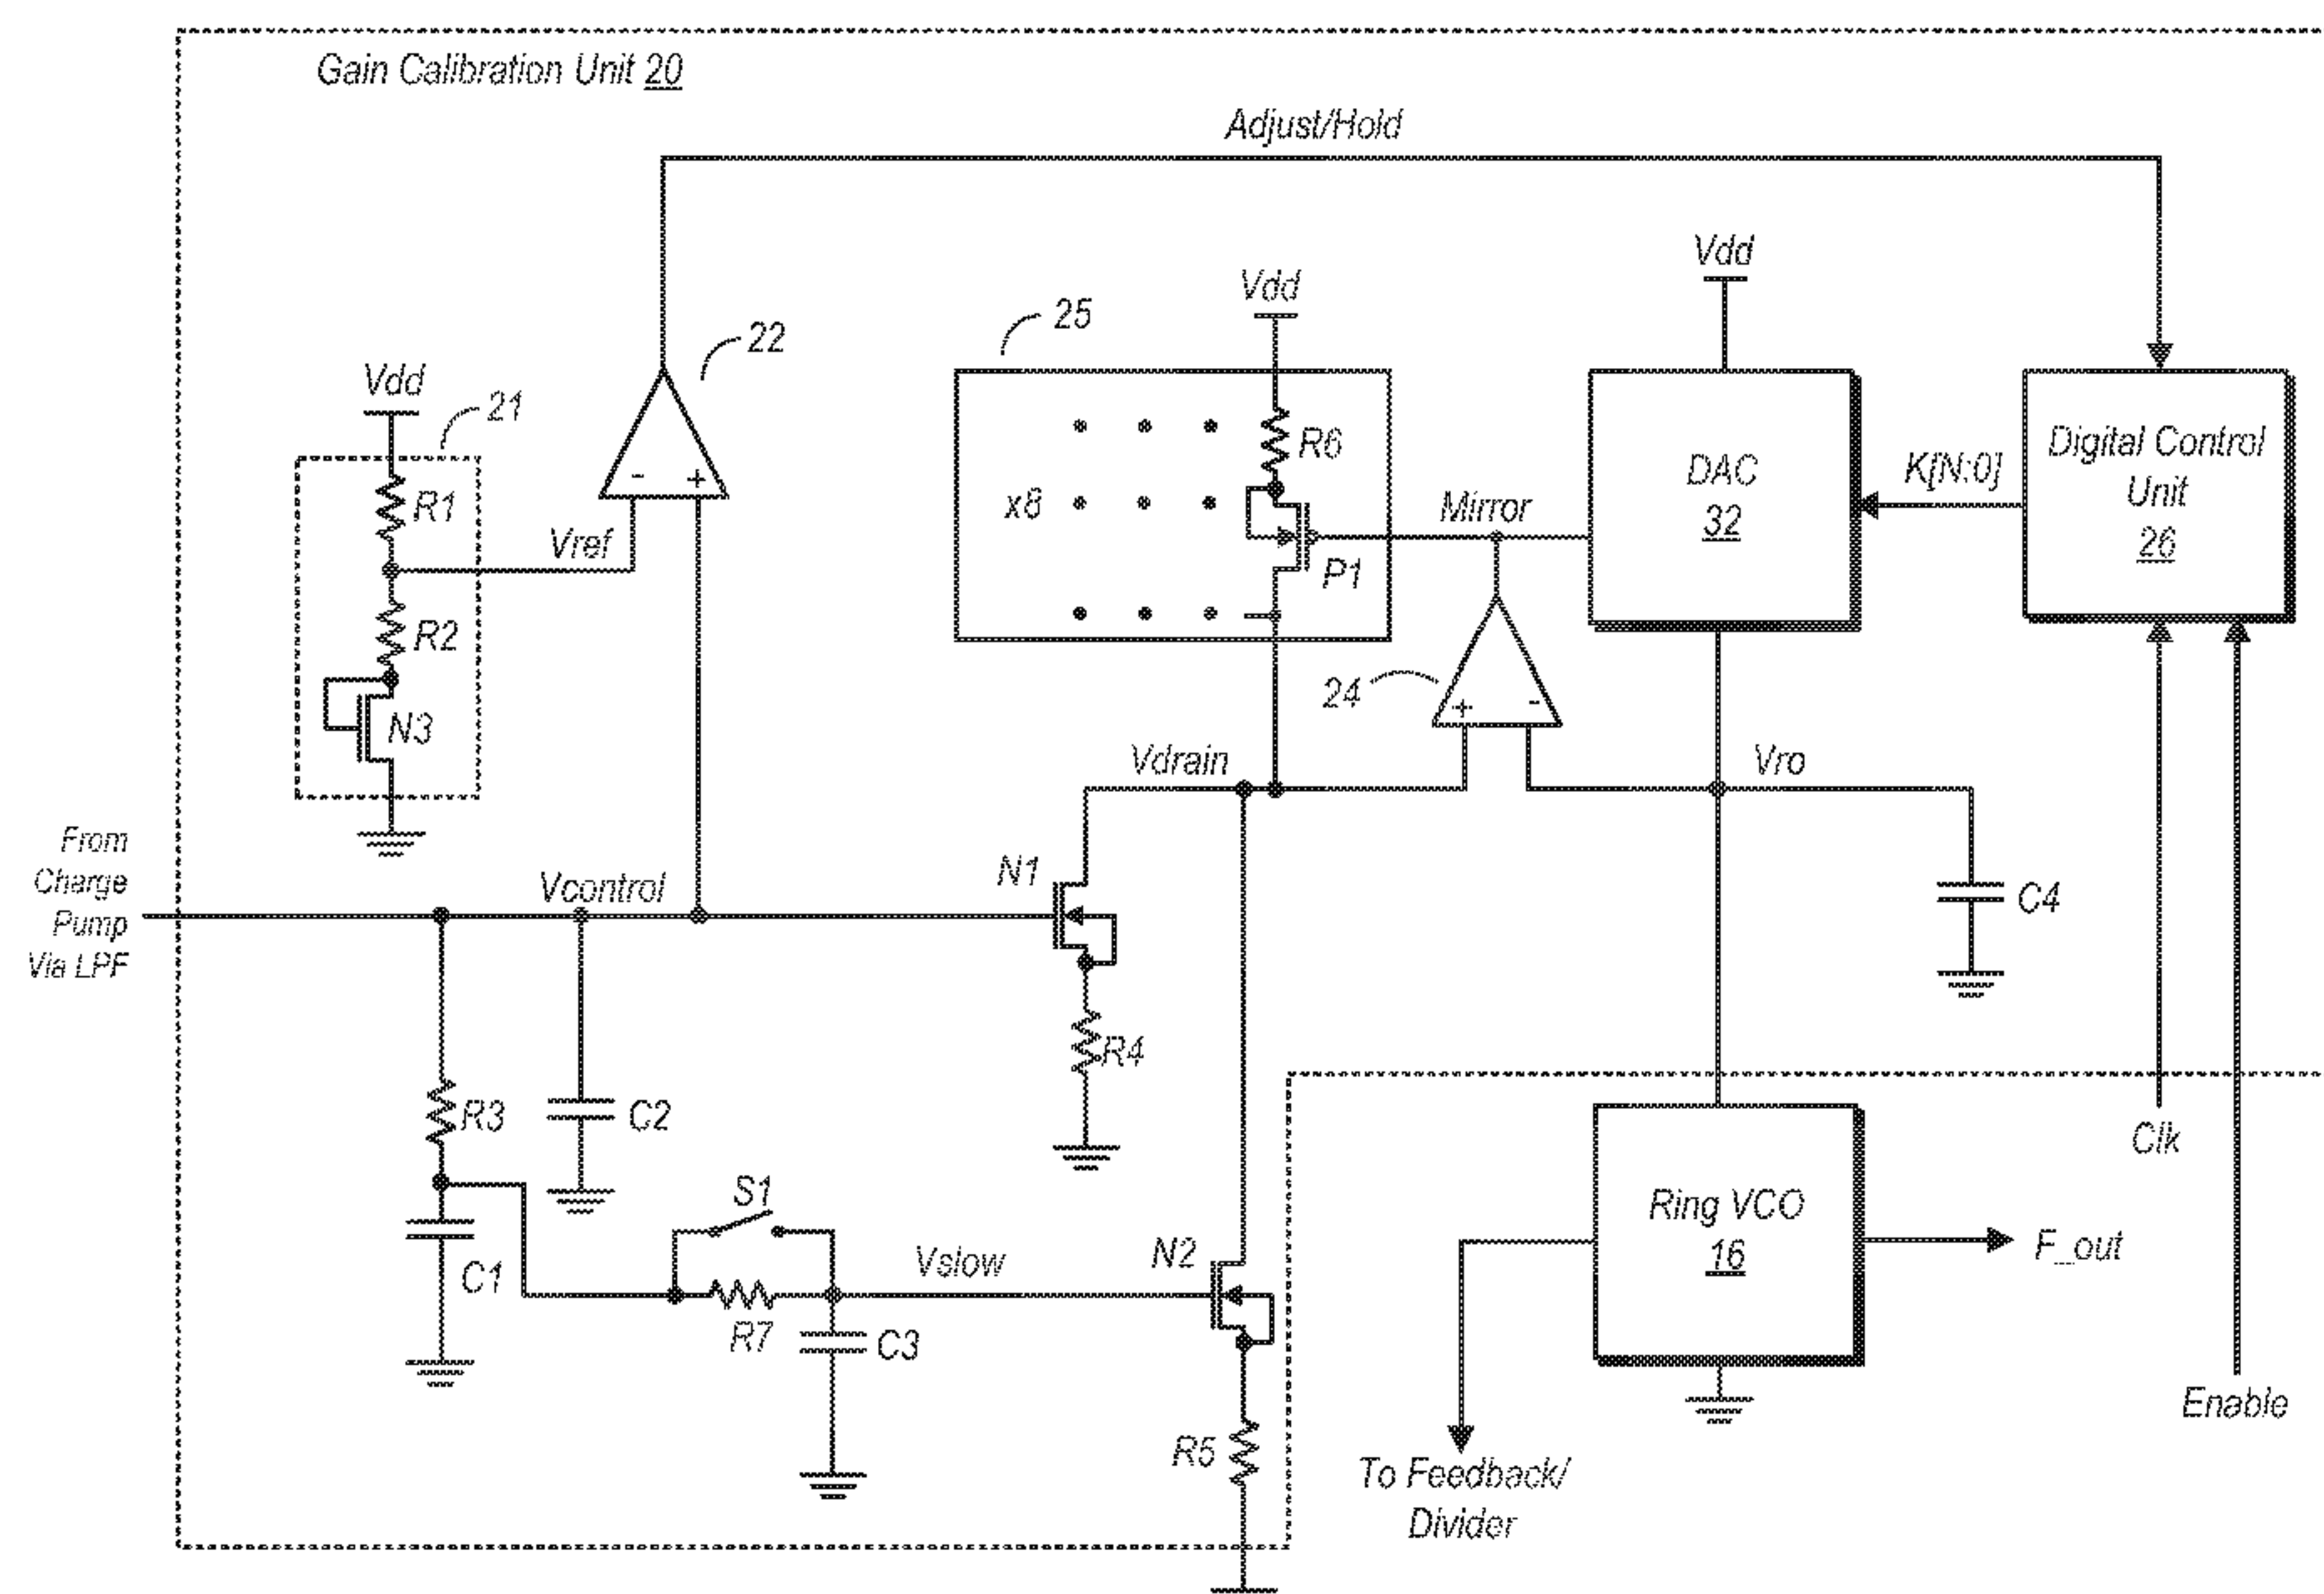 Gain Calibration Unit 20
Adjust/Hold
Vdd
Vdd
25
22
Vdd
21
R6
DAC
32
K[N:0]
Digital Control
Unit
26
- +
R1
x8
Mirror
Vref
P1
R2
24
+ -
N3
Vdrain
Vro
From
Charge
Pump
Via LPF
Vcontrol
N1
C4
R4
R3
C2
Clk
S1
Ring VCO
16
F_out
C1
Vslow
N2
R7
C3
Enable
R5
To Feedback/
Divider